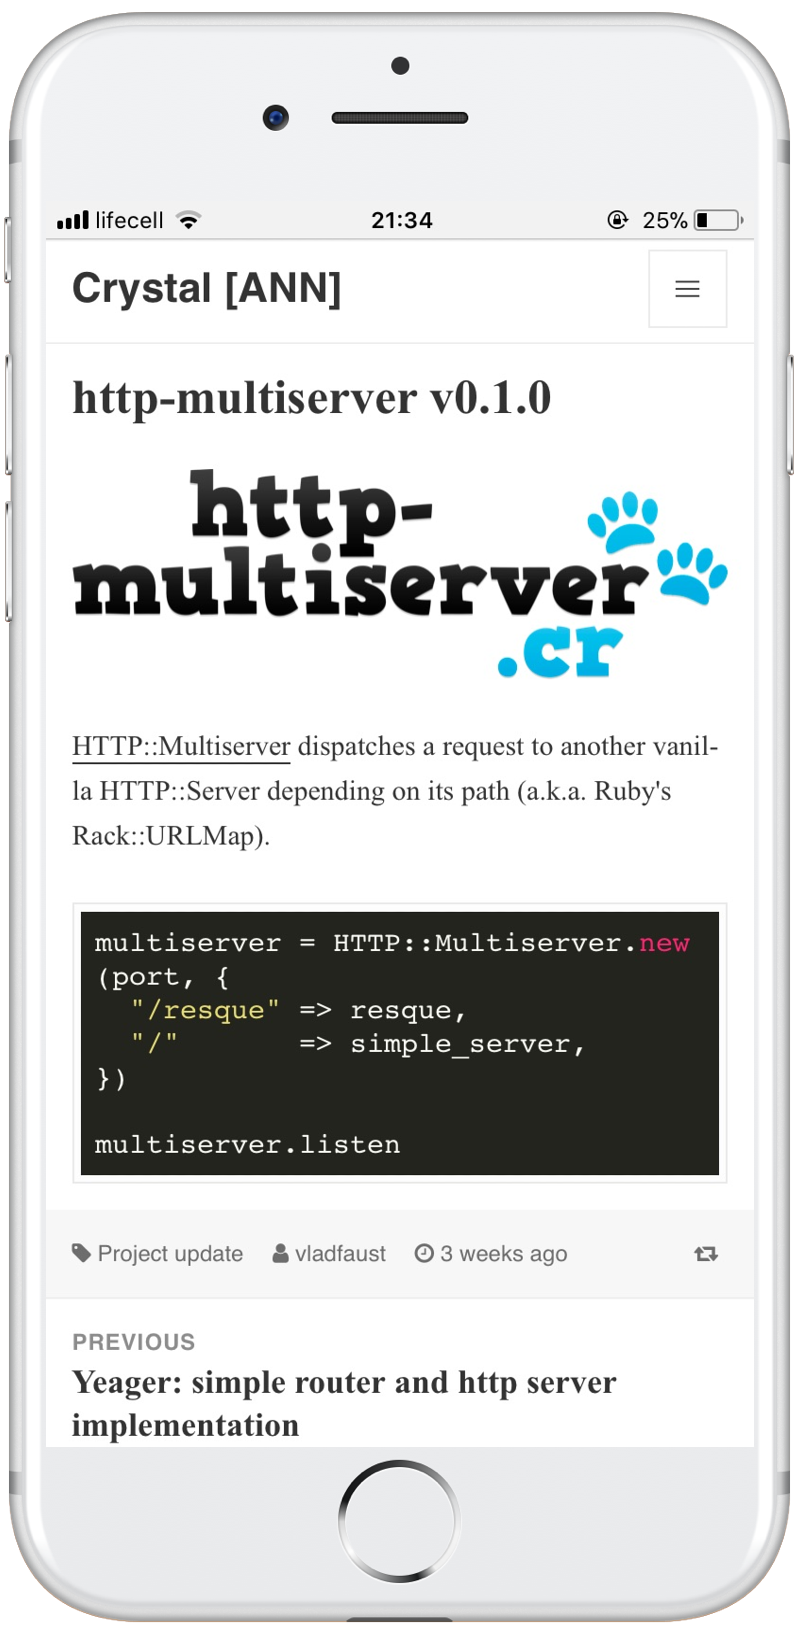 lifecell 21:34 25%
Crystal [ANN]
http-multiserver v0.1.0
http-
multiserver
.cr
HTTP::Multiserver dispatches a request to another vanil-
la HTTP::Server depending on its path (a.k.a. Ruby's
Rack::URLMap).
multiserver = HTTP::Multiserver.new
(port, {
  "/resque" => resque,
  "/"       => simple_server,
})
multiserver.listen
Project update vladfaust 3 weeks ago
PREVIOUS
Yeager: simple router and http server
implementation